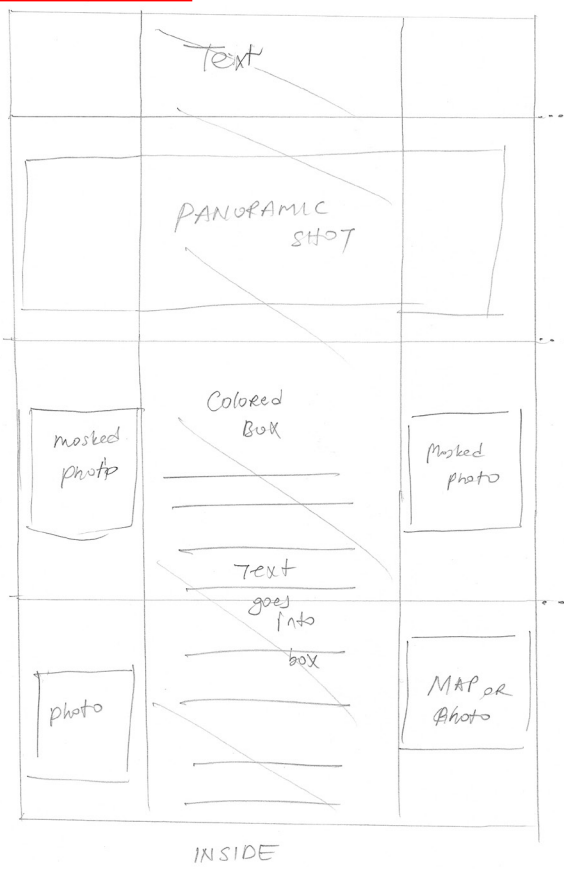 Text
PANORAMIC
SHOT
Colored
Box
masked
photo
Masked
photo
Text
goes
into
box
photo
MAP OR
Photo
INSIDE